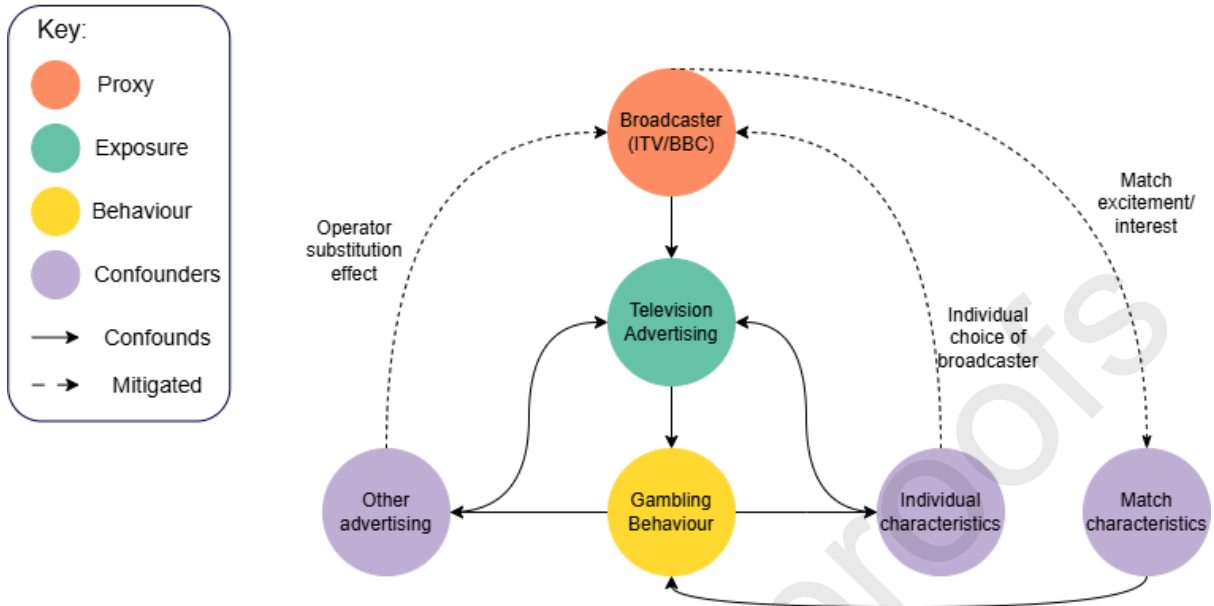 Key:
Proxy
Exposure
Behaviour
Confounders
Confounds
Mitigated
Broadcaster
(ITV/BBC)
Match
excitement/
interest
Operator
substitution
effect
Television
Advertising
Individual
choice of
broadcaster
Other
advertising
Gambling
Behaviour
Individual
characteristics
Match
characteristics
proofs